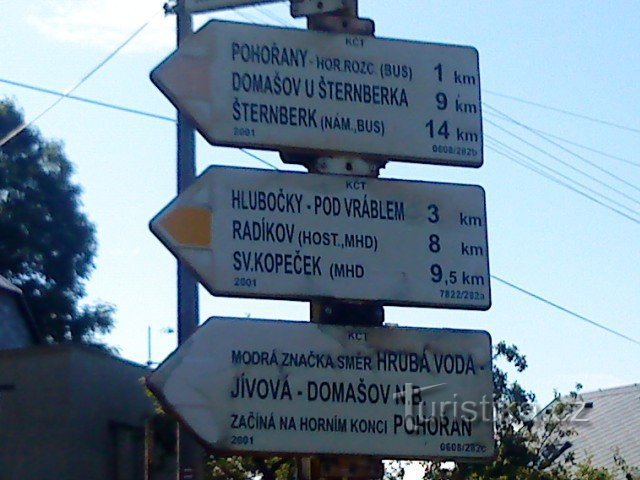 KČT
POHOŘANY - HOR.ROZC. (BUS) 1 km
DOMAŠOV U ŠTERNBERKA 9 km
ŠTERNBERK (NÁM.,BUS) 14 km
2001 0608/282b
KČT
HLUBOČKY - POD VRÁBLEM 3 km
RADÍKOV (HOST.,MHD) 8 km
SV.KOPEČEK (MHD 9,5 km
2001 7822/282a
KČT
MODRÁ ZNAČKA SMĚR HRUBÁ VODA -
JÍVOVÁ - DOMAŠOV N.B.
ZAČÍNÁ NA HORNÍM KONCI POHOŘAN
2001 0608/282c
turistika.cz